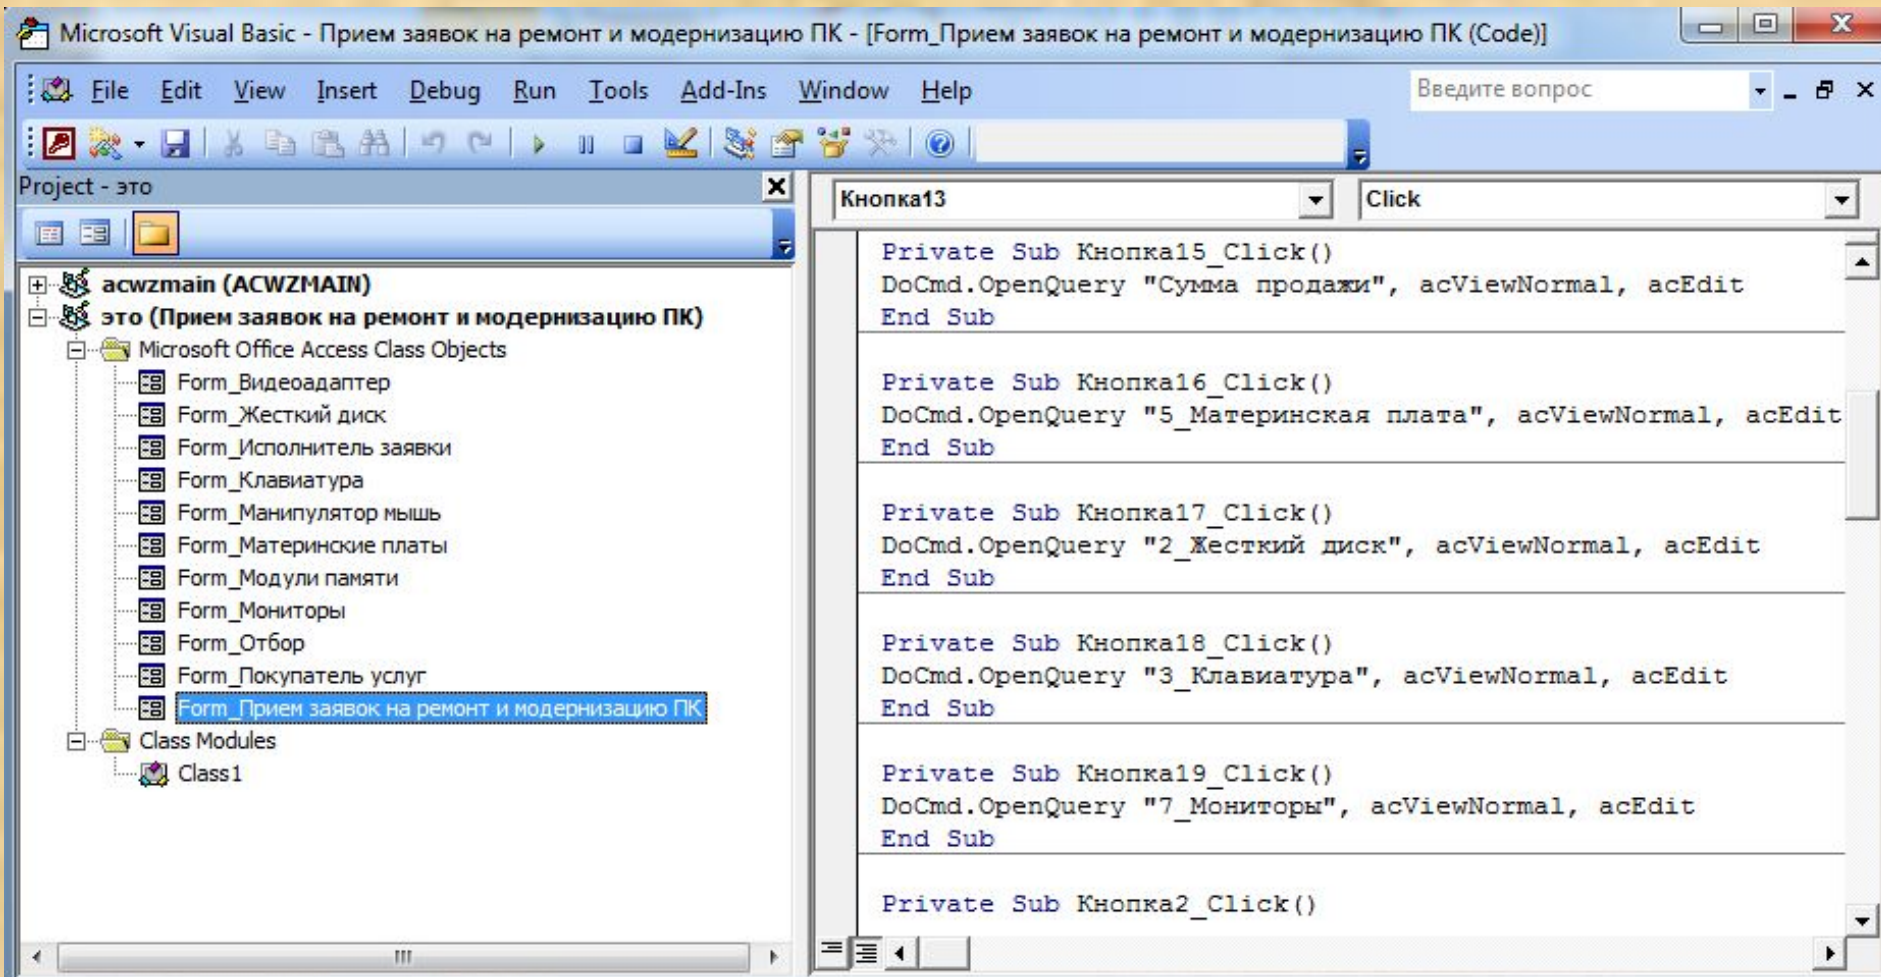 Microsoft Visual Basic - Прием заявок на ремонт и модернизацию ПК - [Form_Прием заявок на ремонт и модернизацию ПК (Code)]
File Edit View Insert Debug Run Tools Add-Ins Window Help Введите вопрос
Project - это
acwzmain (ACWZMAIN)
это (Прием заявок на ремонт и модернизацию ПК)
Microsoft Office Access Class Objects
Form_Видеоадаптер
Form_Жесткий диск
Form_Исполнитель заявки
Form_Клавиатура
Form_Манипулятор мышь
Form_Материнские платы
Form_Модули памяти
Form_Мониторы
Form_Отбор
Form_Покупатель услуг
Form_Прием заявок на ремонт и модернизацию ПК
Class Modules
Class1
Кнопка13 Click
Private Sub Кнопка15_Click()
DoCmd.OpenQuery "Сумма продажи", acViewNormal, acEdit
End Sub
Private Sub Кнопка16_Click()
DoCmd.OpenQuery "5_Материнская плата", acViewNormal, acEdit
End Sub
Private Sub Кнопка17_Click()
DoCmd.OpenQuery "2_Жесткий диск", acViewNormal, acEdit
End Sub
Private Sub Кнопка18_Click()
DoCmd.OpenQuery "3_Клавиатура", acViewNormal, acEdit
End Sub
Private Sub Кнопка19_Click()
DoCmd.OpenQuery "7_Мониторы", acViewNormal, acEdit
End Sub
Private Sub Кнопка2_Click()